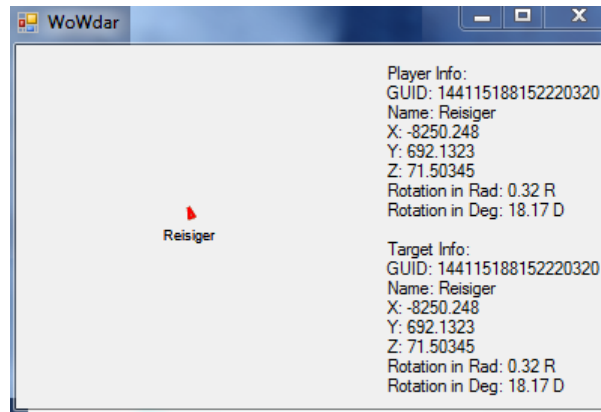 WoWdar
Player Info:
GUID: 144115188152220320
Name: Reisiger
X: -8250.248
Y: 692.1323
Z: 71.50345
Rotation in Rad: 0.32 R
Rotation in Deg: 18.17 D
Reisiger
Target Info:
GUID: 144115188152220320
Name: Reisiger
X: -8250.248
Y: 692.1323
Z: 71.50345
Rotation in Rad: 0.32 R
Rotation in Deg: 18.17 D